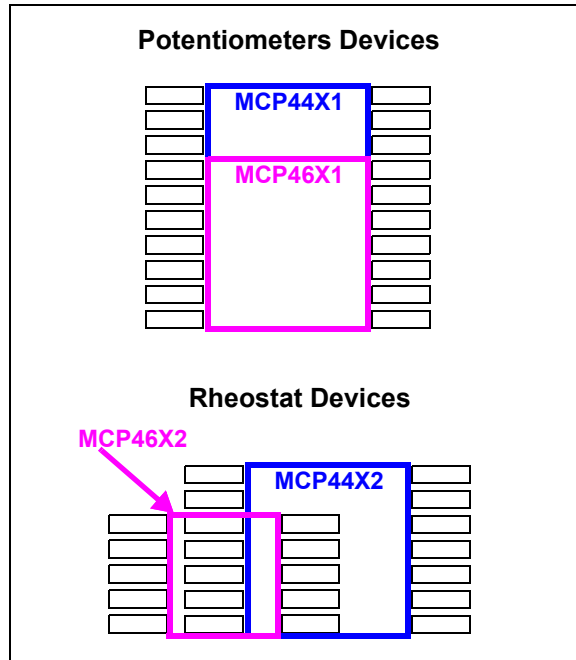 Potentiometers Devices
MCP44X1
MCP46X1
Rheostat Devices
MCP46X2
MCP44X2